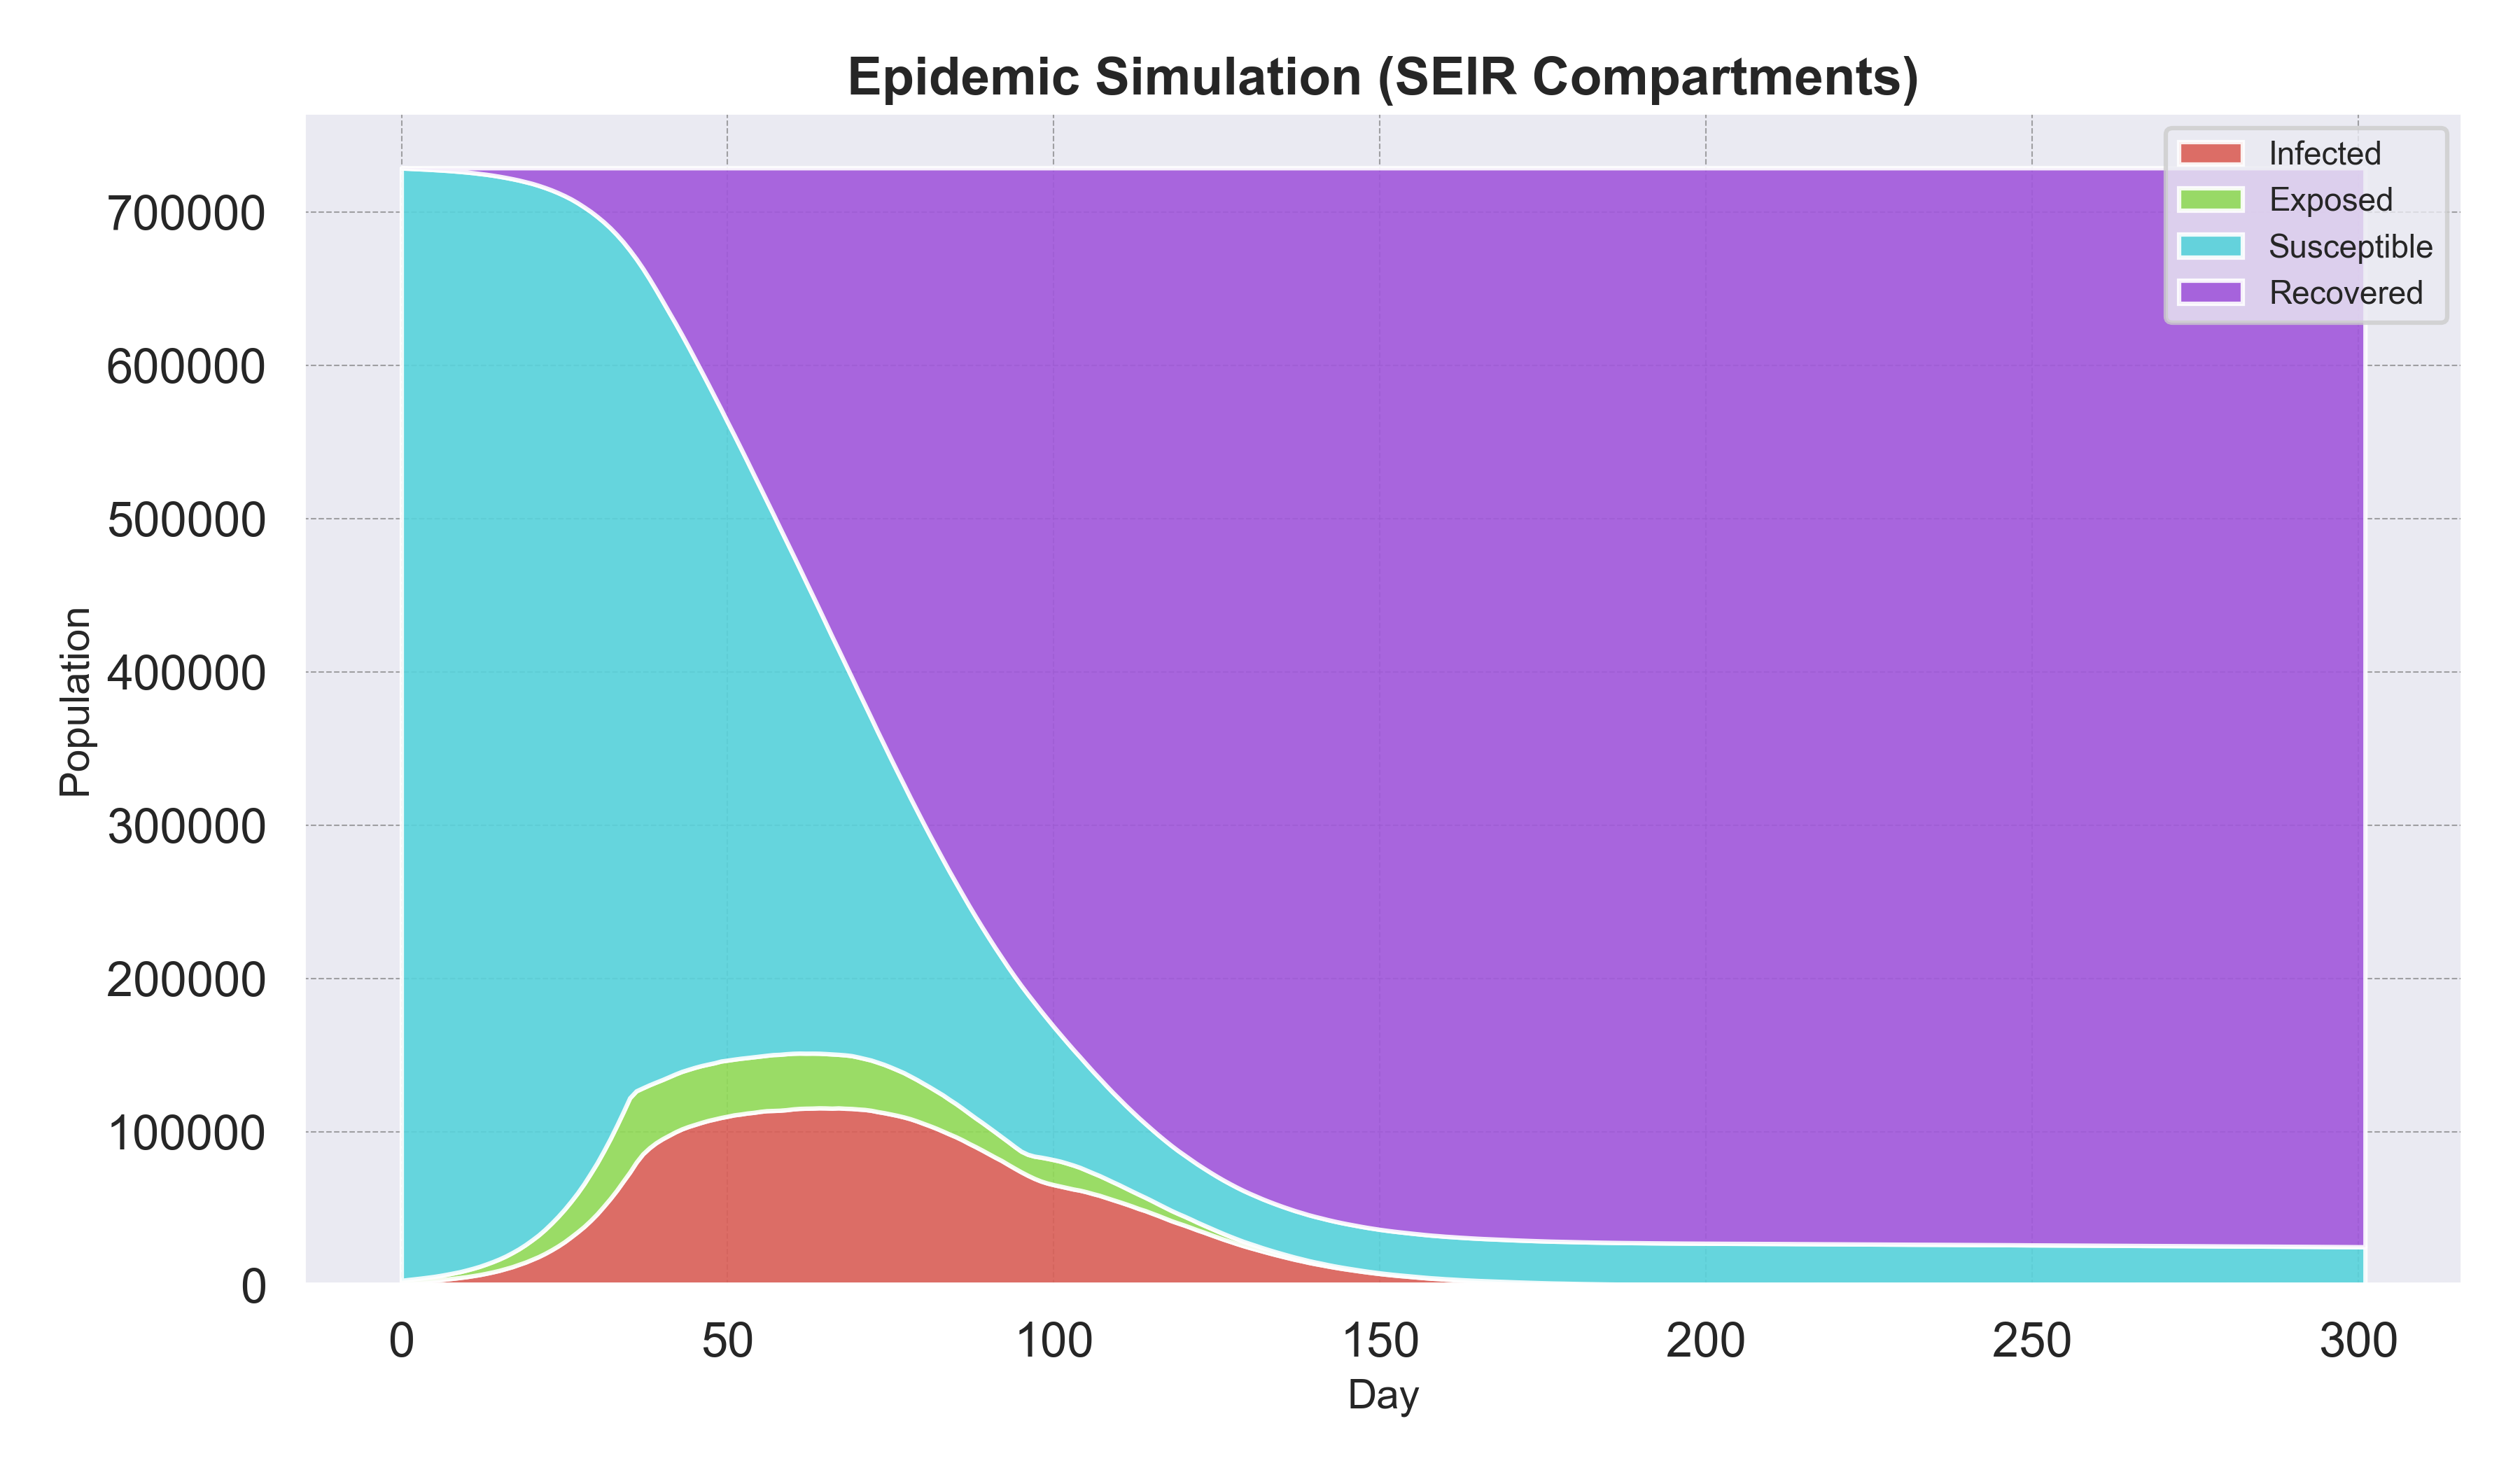 Epidemic Simulation (SEIR Compartments)
Infected
Exposed
Susceptible
Recovered
Population
700000
600000
500000
400000
300000
200000
100000
0
0 50 100 150 200 250 300
Day